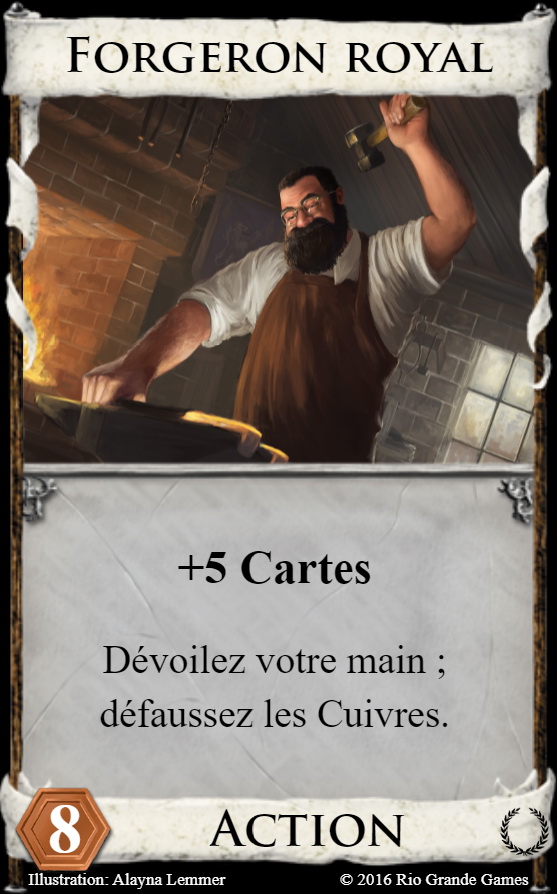 Forgeron royal
+5 Cartes
Dévoilez votre main ;
défaussez les Cuivres.
8
Action
Illustration: Alayna Lemmer
© 2016 Rio Grande Games